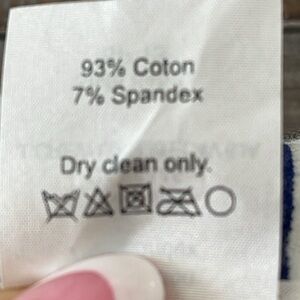 93% Coton
7% Spandex
Dry clean only.